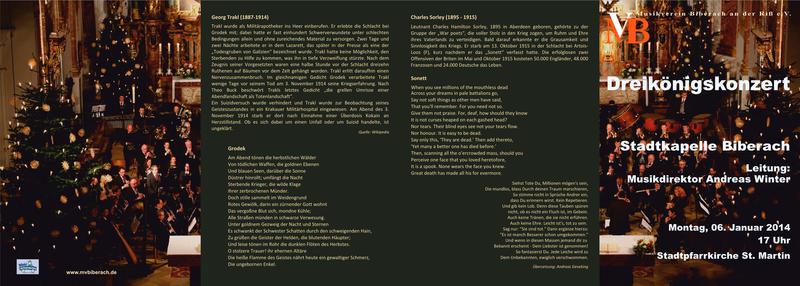 www.mvbiberach.de
Georg Trakl (1887-1914)
Trakl wurde als Militärapotheker ins Heer einberufen. Er erlebte die Schlacht bei
Grodek mit; dabei hatte er fast einhundert Schwerverwundete unter schlechten
Bedingungen allein und ohne zureichendes Material zu versorgen. Zwei Tage und
zwei Nächte arbeitete er in dem Lazarett, das später in der Presse als eine der
„Todesgruben von Galizien" bezeichnet wurde. Trakl hatte keine Möglichkeit, den
Sterbenden zu Hilfe zu kommen, was ihn in tiefe Verzweiflung stürzte. Nach dem
Zeugnis seiner Vorgesetzten waren eine halbe Stunde vor der Schlacht dreizehn
Ruthenen auf Bäumen vor dem Zelt gehängt worden. Trakl erlitt daraufhin einen
Nervenzusammenbruch. Im gleichnamigen Gedicht Grodek verarbeitete Trakl
wenige Tage vor seinem Tod am 3. November 1914 seine Kriegserfahrung. Nach
Theo Buck beschwört Trakls letztes Gedicht „die grellen Umrisse einer
Abendlandschaft als Totenlandschaft".
Ein Suizidversuch wurde verhindert und Trakl wurde zur Beobachtung seines
Geisteszustandes in ein Krakauer Militärhospital eingewiesen. Am Abend des 3.
November 1914 starb er dort nach Einnahme einer Überdosis Kokain an
Herzstillstand. Ob es sich dabei um einen Unfall oder um Suizid handelte, ist
ungeklärt.
Quelle: Wikipedia
Grodek
Am Abend tönen die herbstlichen Wälder
Von tödlichen Waffen, die goldnen Ebenen
Und blauen Seen, darüber die Sonne
Düstrer hinrollt; umfängt die Nacht
Sterbende Krieger, die wilde Klage
Ihrer zerbrochenen Münder.
Doch stille sammelt im Weidengrund
Rotes Gewölk, darin ein zürnender Gott wohnt
Das vergoßne Blut sich, mondne Kühle;
Alle Straßen münden in schwarze Verwesung.
Unter goldnem Gezweig der Nacht und Sternen
Es schwankt der Schwester Schatten durch den schweigenden Hain,
Zu grüßen die Geister der Helden, die blutenden Häupter;
Und leise tönen im Rohr die dunklen Flöten des Herbstes.
O stolzere Trauer! ihr ehernen Altäre
Die heiße Flamme des Geistes nährt heute ein gewaltiger Schmerz,
Die ungebornen Enkel.
Charles Sorley (1895 - 1915)
Leutnant Charles Hamilton Sorley, 1895 in Aberdeen geboren, gehörte zu der
Gruppe der „War poets", die voller Stolz in den Krieg zogen, um Ruhm und Ehre
ihres Vaterlands zu verteidigen. Bald darauf erkannte er die Grausamkeit und
Sinnlosigkeit des Kriegs. Er starb am 13. Oktober 1915 in der Schlacht bei Artois-
Loos (F), kurz nachdem er das „Sonett" verfasst hatte. Die erfolglosen zwei
Offensiven der Briten im Mai und Oktober 1915 kosteten 50.000 Engländer, 48.000
Franzosen und 24.000 Deutsche das Leben.
Sonett
When you see millions of the mouthless dead
Across your dreams in pale battalions go,
Say not soft things as other men have said,
That you'll remember. For you need not so.
Give them not praise. For, deaf, how should they know
It is not curses heaped on each gashed head?
Nor tears. Their blind eyes see not your tears flow.
Nor honour. It is easy to be dead.
Say only this, 'They are dead.' Then add thereto,
'Yet many a better one has died before.'
Then, scanning all the o'ercrowded mass, should you
Perceive one face that you loved heretofore,
It is a spook. None wears the face you knew.
Great death has made all his for evermore.
Siehst Tote Du, Millionen mögen's sein,
Die mundlos, blass Durch deinen Traum marschieren,
So stimme nicht in Sprüche Andrer ein,
dass Du erinnern wirst. Kein Repetieren.
Und gib kein Lob. Denn diese Tauben spüren
nicht, ob es nicht ein Fluch ist, im Gebein.
Auch keine Tränen, die sie nicht erführen.
Auch keine Ehre. Leicht ist's, tot zu sein.
Sag nur: "Sie sind tot." Dann ergänz hierzu:
"Es ist manch Besserer schon umgekommen."
Und wenn in diesen Massen jemand dir zu
Bekannt erscheint - Den Liebster ist genommen!
So fantasierst Du. Jede Leiche wird zu
Dem Unbekannten, ewiglich verschwommen.
Übersetzung: Andreas Geneting
Musikverein Biberach an der Riß e.V.
MVB
Dreikönigskonzert
Stadtkapelle Biberach
Leitung:
Musikdirektor Andreas Winter
Montag, 06. Januar 2014
17 Uhr
Stadtpfarrkirche St. Martin